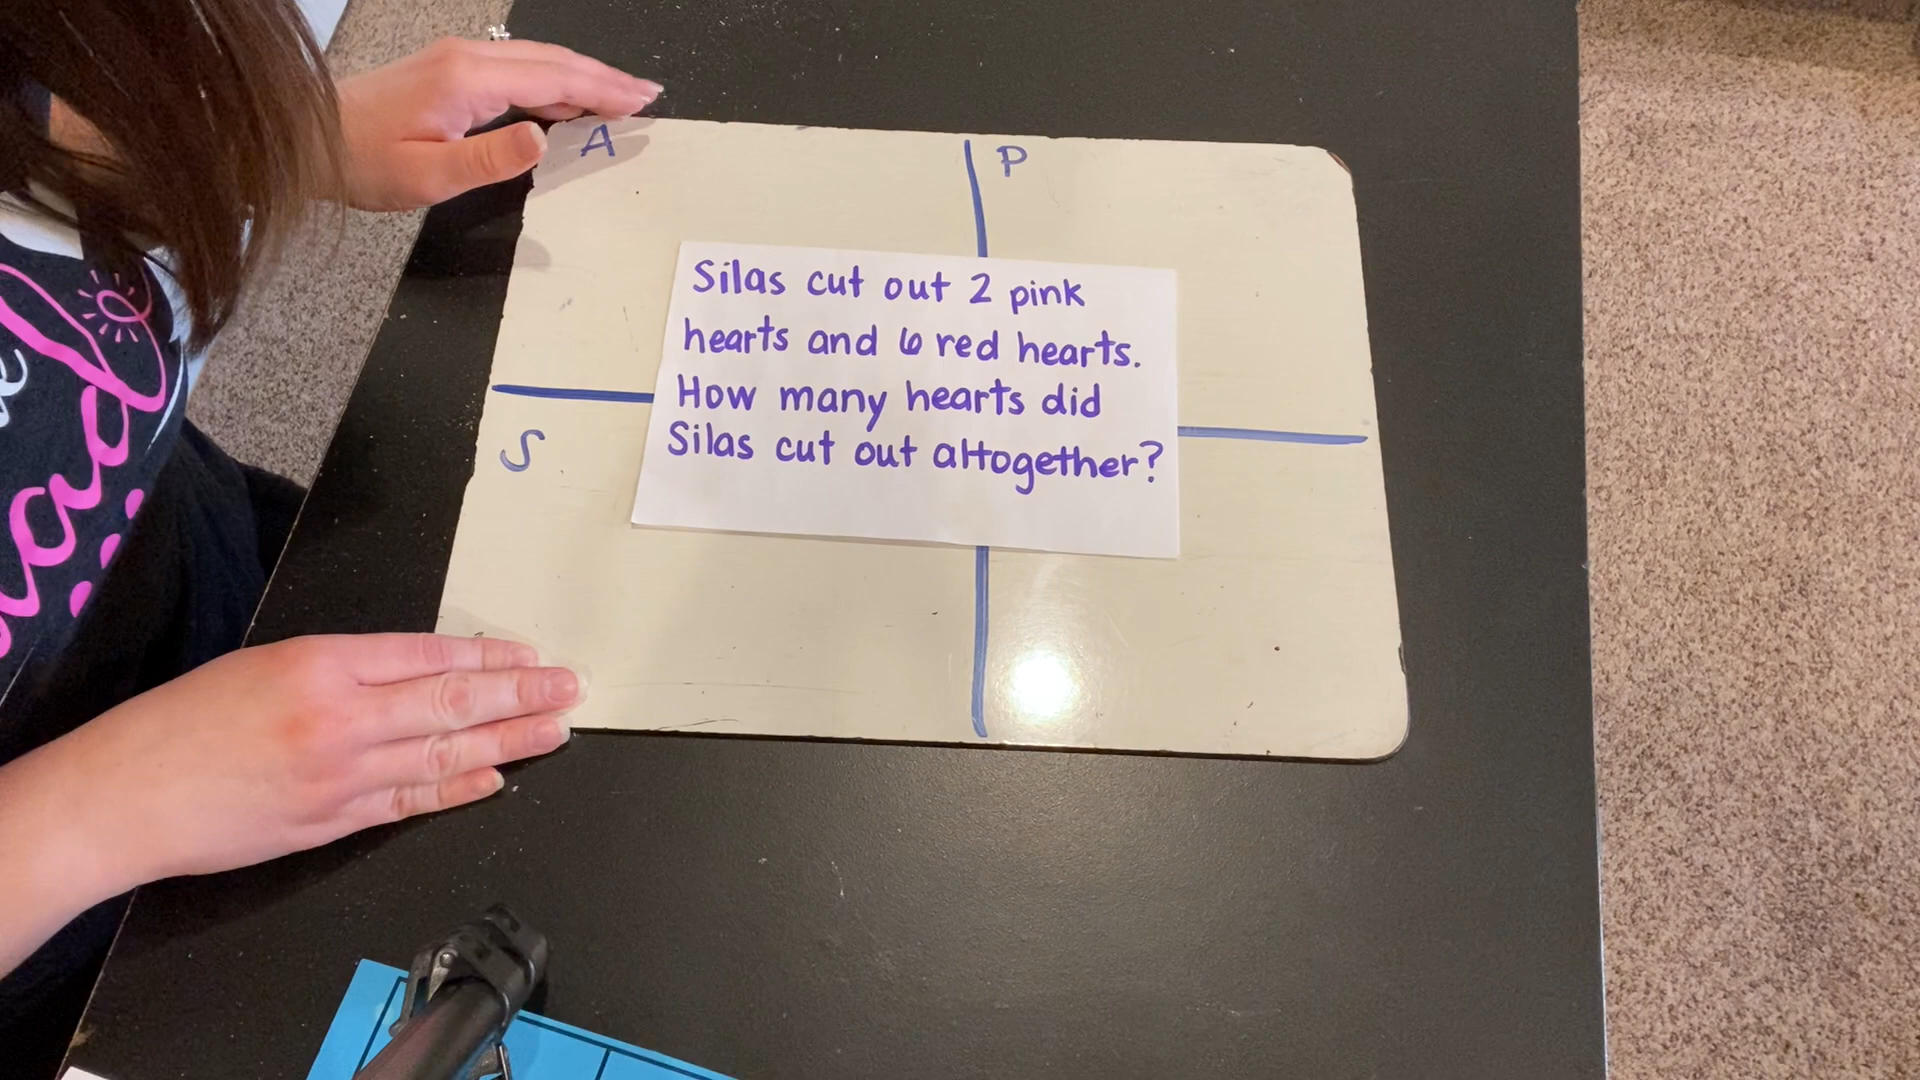 A
P
Silas cut out 2 pink
hearts and 6 red hearts.
How many hearts did
Silas cut out altogether?
S